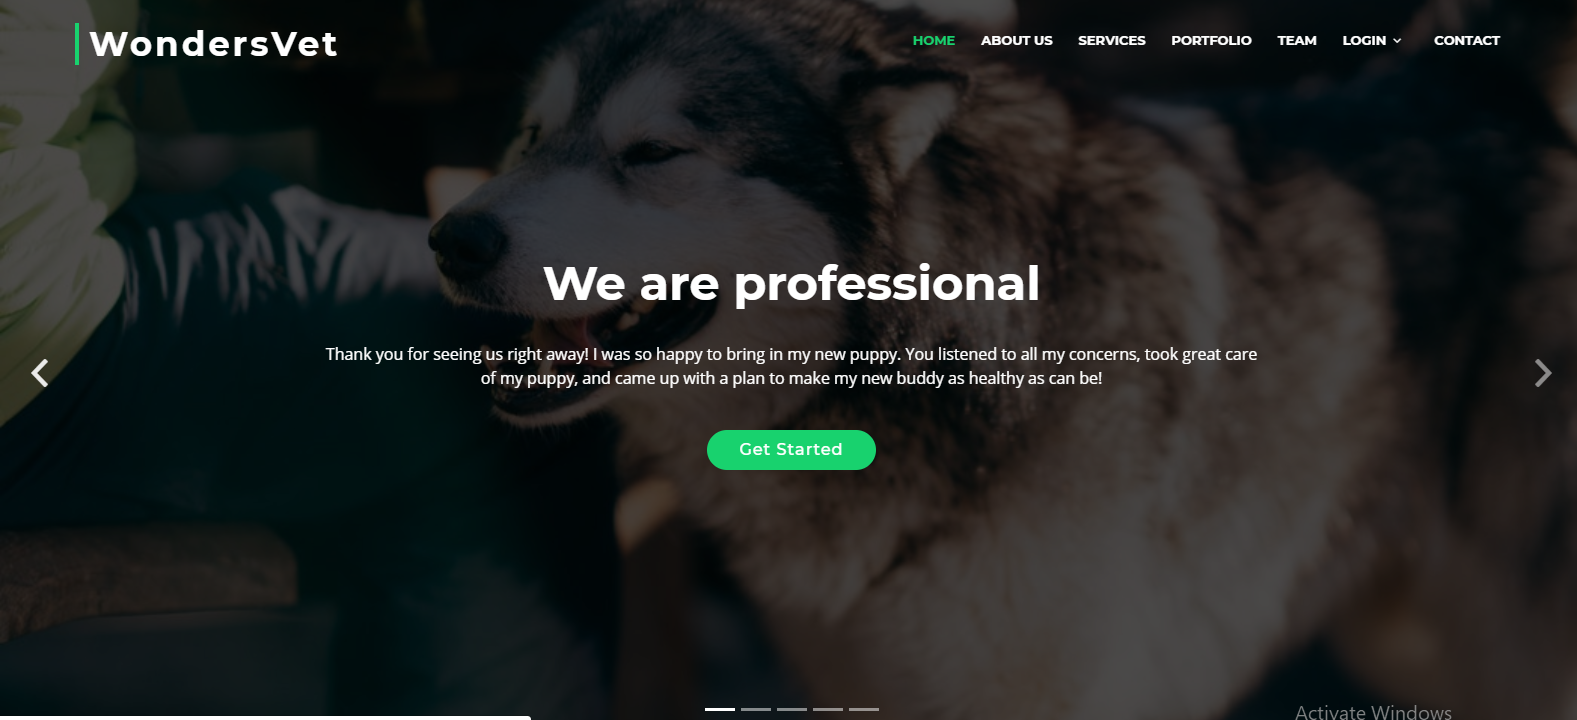 WondersVet
HOME ABOUT US SERVICES PORTFOLIO TEAM LOGIN CONTACT
We are professional
Thank you for seeing us right away! I was so happy to bring in my new puppy. You listened to all my concerns, took great care
of my puppy, and came up with a plan to make my new buddy as healthy as can be!
Get Started
Activate Windows